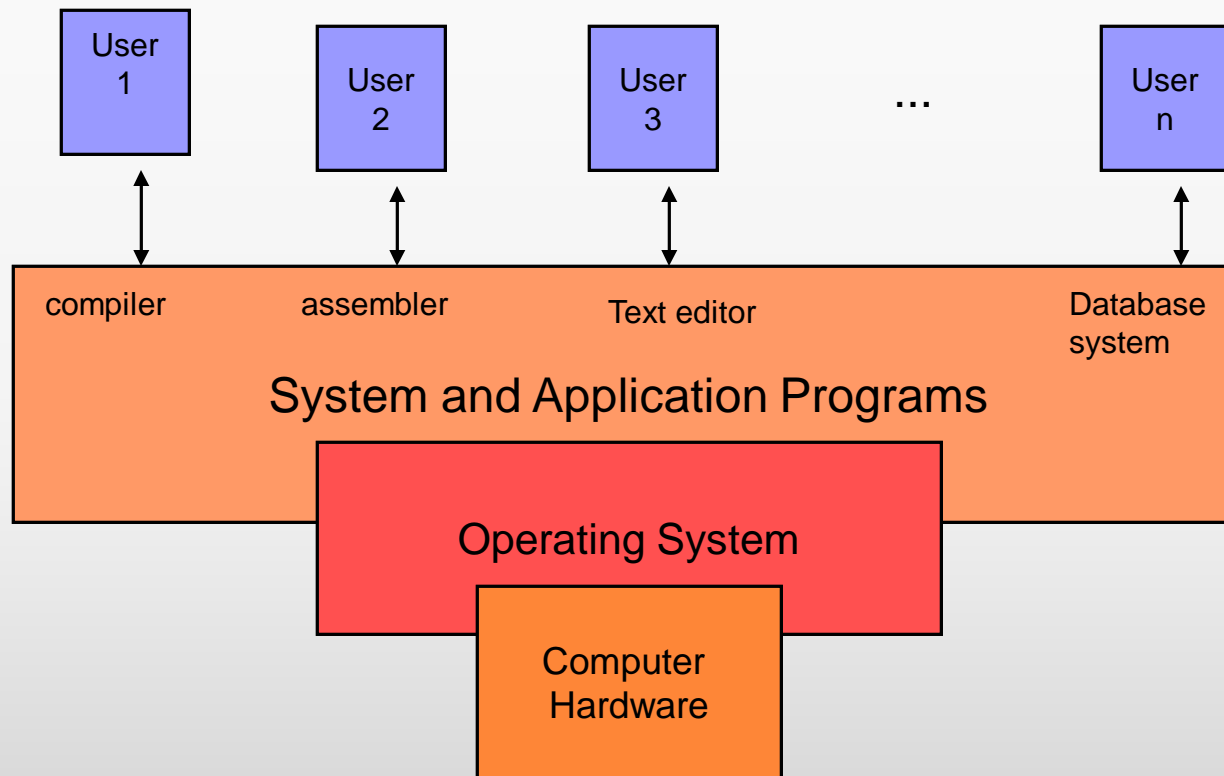 User
1
User
2
User
3
...
User
n
compiler
assembler
Text editor
Database
system
System and Application Programs
Operating System
Computer
Hardware